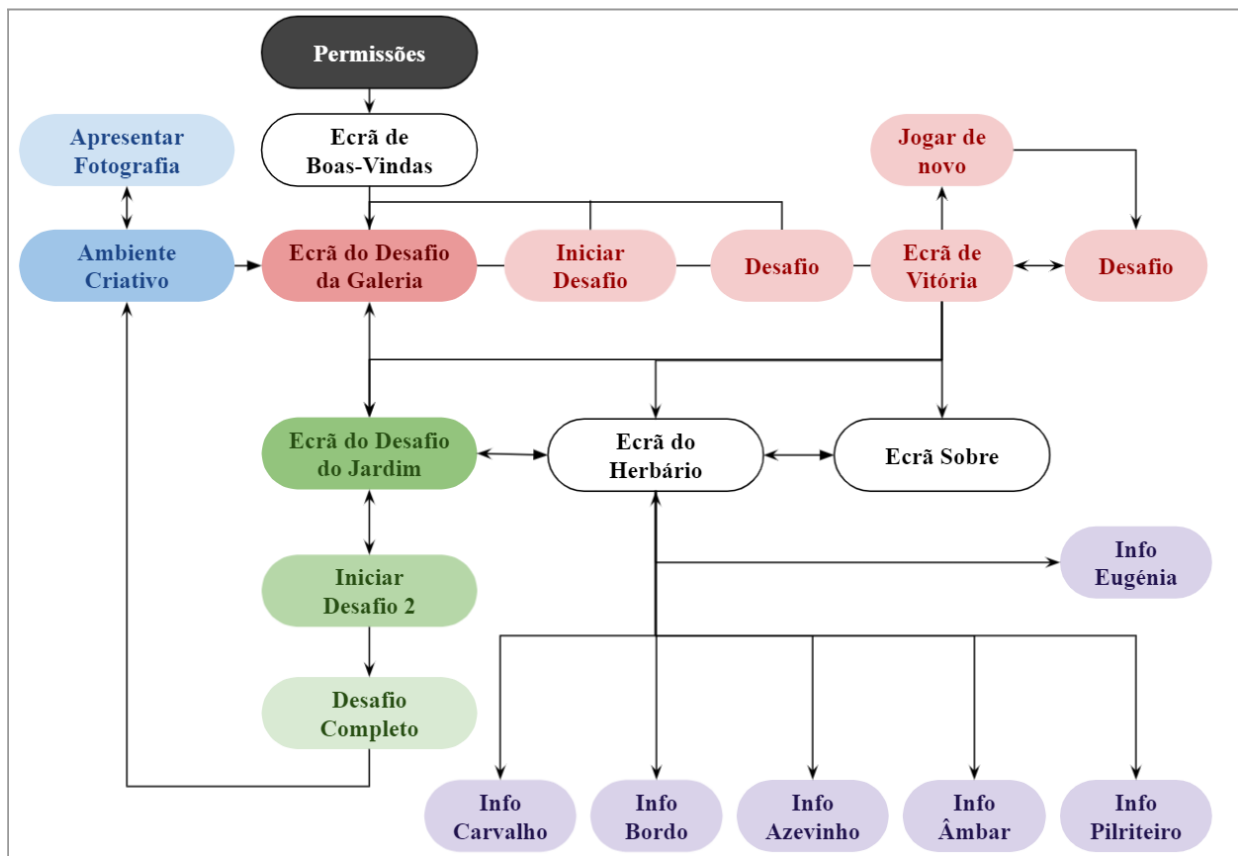 Permissões
Apresentar
Fotografia
Ecrã de
Boas-Vindas
Jogar de
novo
Ambiente
Criativo
Ecrã do Desafio
da Galeria
Iniciar
Desafio
Desafio
Ecrã de
Vitória
Desafio
Ecrã do Desafio
do Jardim
Ecrã do
Herbário
Ecrã Sobre
Iniciar
Desafio 2
Info
Eugénia
Desafio
Completo
Info
Carvalho
Info
Bordo
Info
Azevinho
Info
Âmbar
Info
Pilriteiro